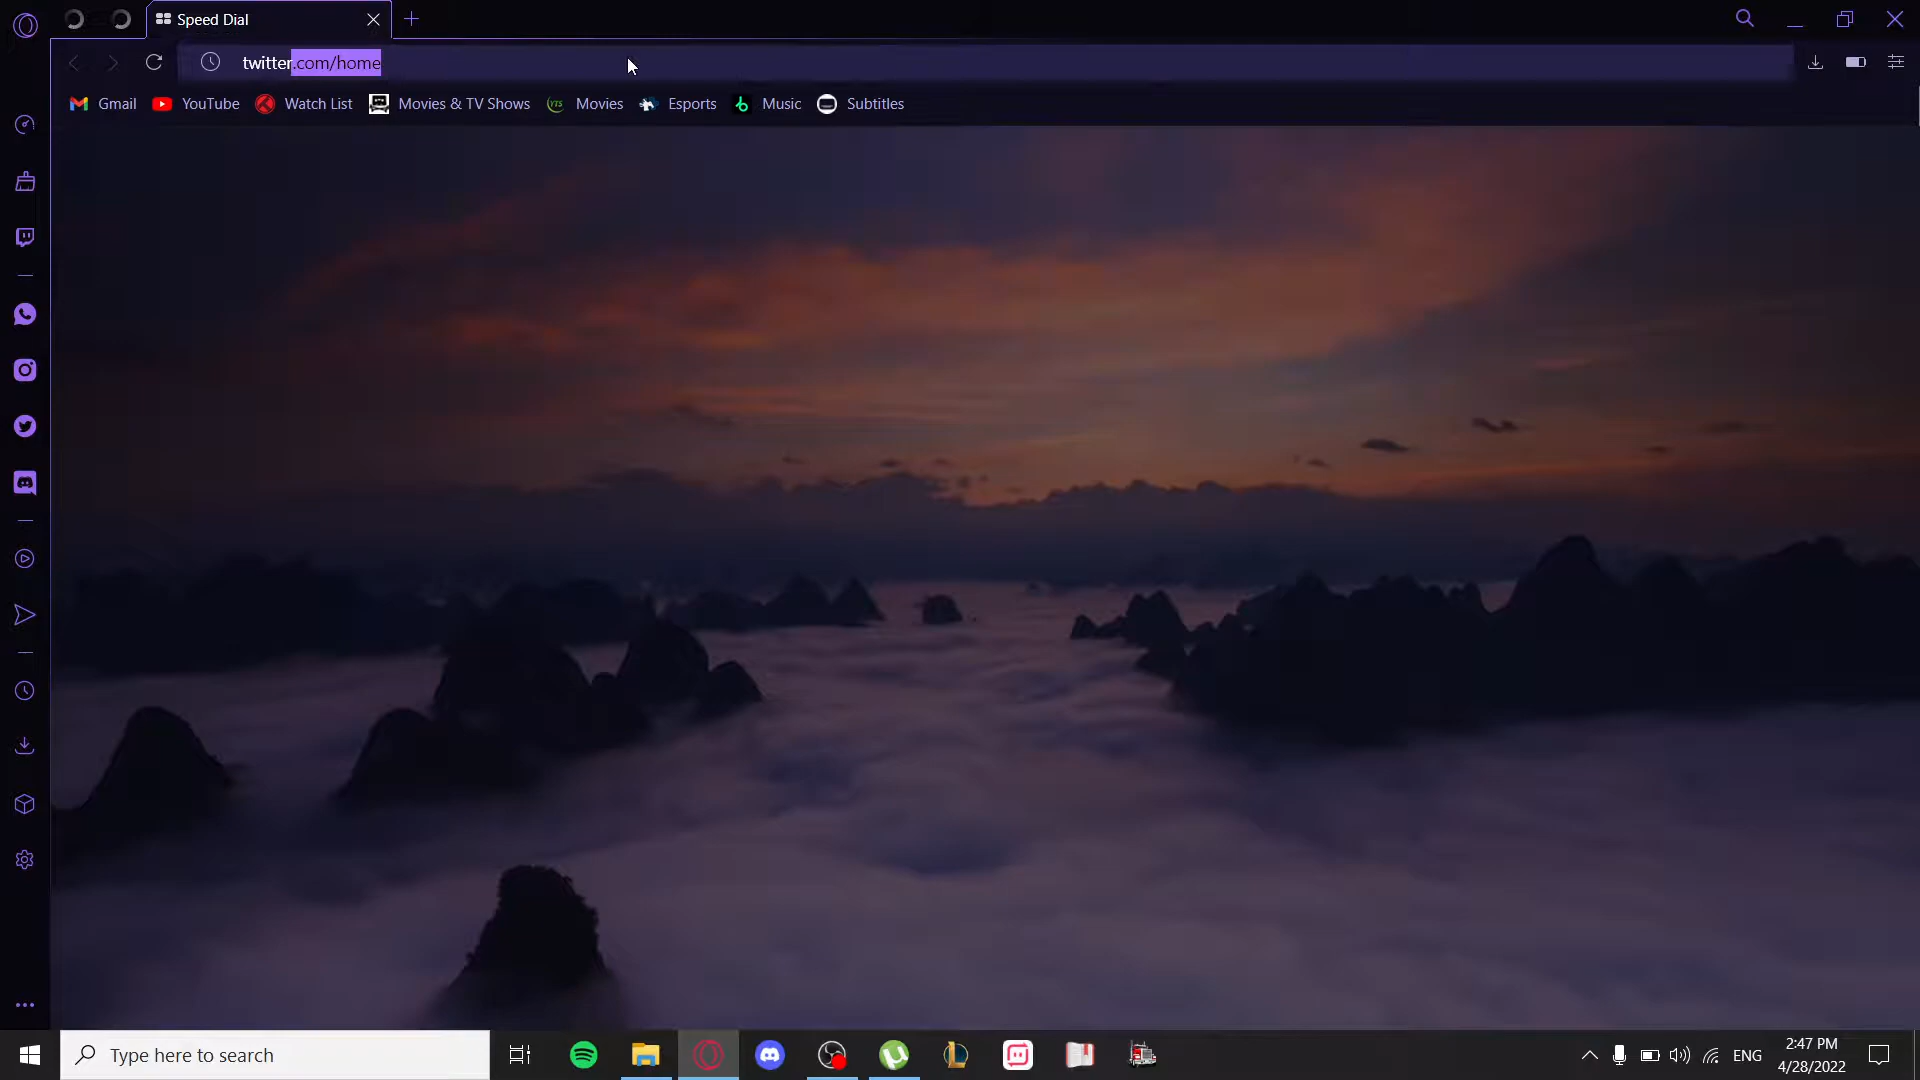 Speed Dial
twitter.com/home
Gmail YouTube Watch List Movies & TV Shows YTS Movies Esports Music Subtitles
Type here to search
ENG
2:47 PM
4/28/2022